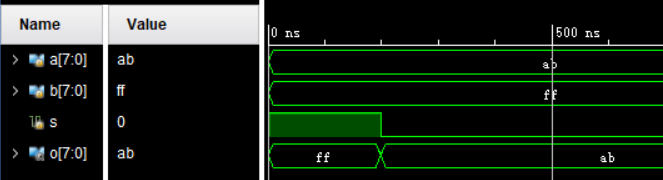 Name Value 0 ns 500 ns
a[7:0] ab ab
b[7:0] ff ff
s 0
o[7:0] ab ff ab